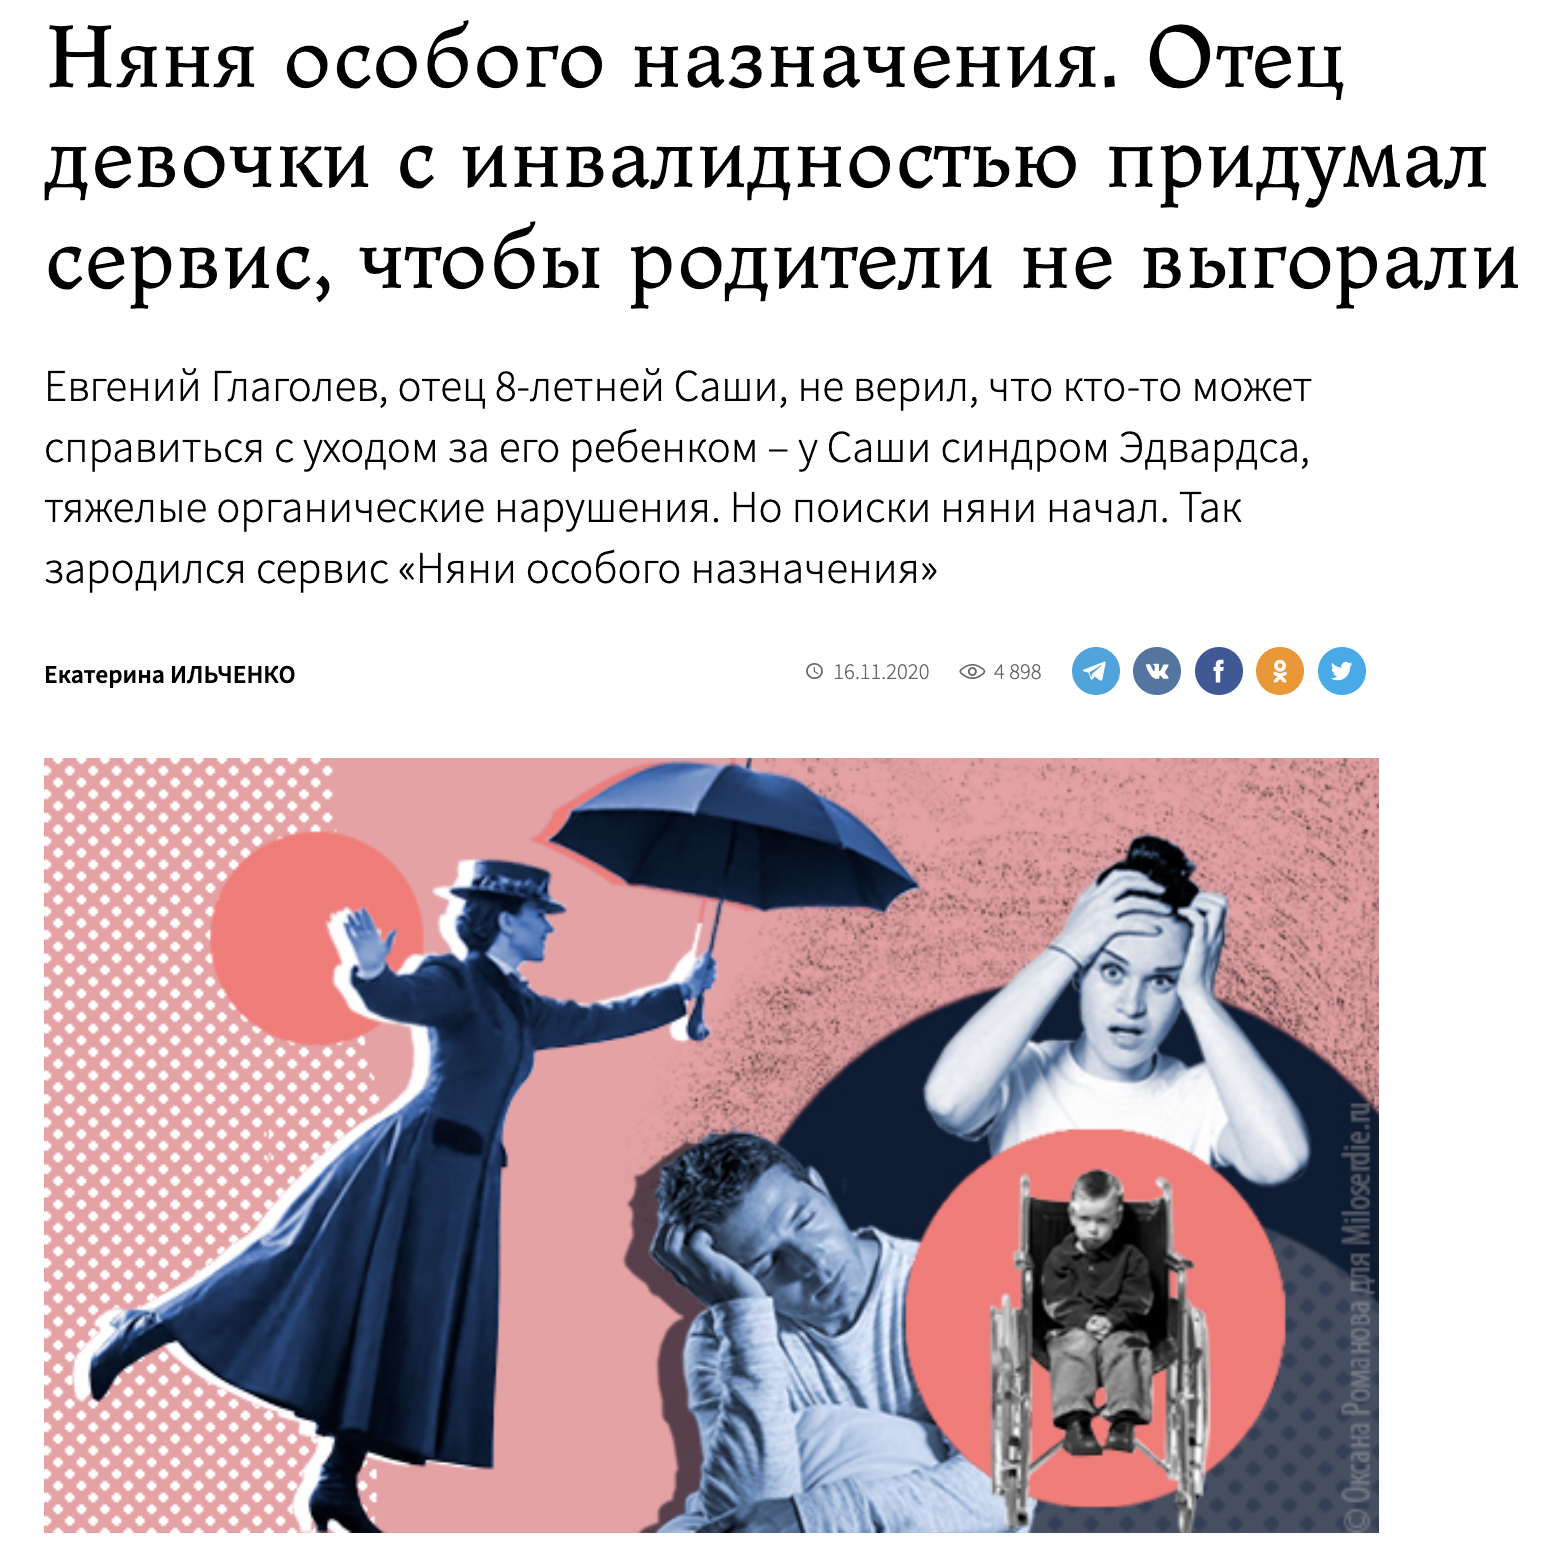 Няня особого назначения. Отец
девочки с инвалидностью придумал
сервис, чтобы родители не выгорали
Евгений Глаголев, отец 8-летней Саши, не верил, что кто-то может
справиться с уходом за его ребенком – у Саши синдром Эдвардса,
тяжелые органические нарушения. Но поиски няни начал. Так
зародился сервис «Няни особого назначения»
Екатерина ИЛЬЧЕНКО
16.11.2020 4 898
© Оксана Романова для Miloserdie.ru